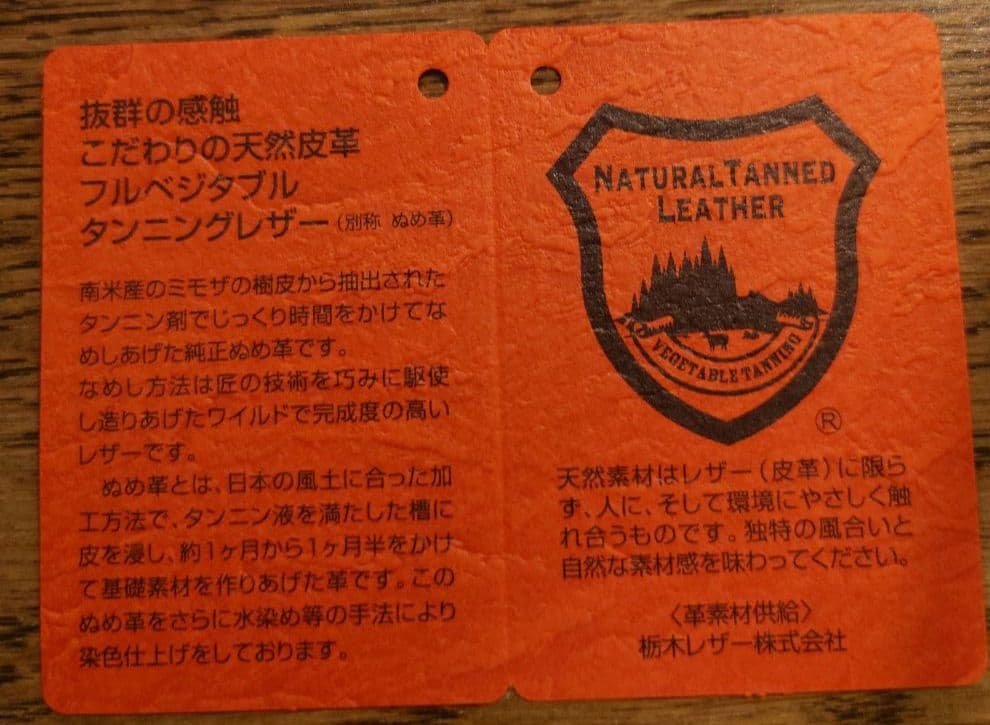 抜群の感触
こだわりの天然皮革
フルベジタブル
タンニングレザー（別称 ぬめ革）
南米産のミモザの樹皮から抽出された
タンニン剤でじっくり時間をかけてな
めしあげた純正ぬめ革です。
なめし方法は匠の技術を巧みに駆使
し造りあげたワイルドで完成度の高い
レザーです。
　ぬめ革とは、日本の風土に合った加
工方法で、タンニン液を満たした槽に
皮を浸し、約1ヶ月から1ヶ月半をかけ
て基礎素材を作りあげた革です。この
ぬめ革をさらに水染め等の手法により
染色仕上げをしております。
NATURAL TANNED
LEATHER
VEGETABLE TANNING
®
天然素材はレザー（皮革）に限ら
ず、人に、そして環境にやさしく触
れ合うものです。独特の風合いと
自然な素材感を味わってください。
〈革素材供給〉
栃木レザー株式会社